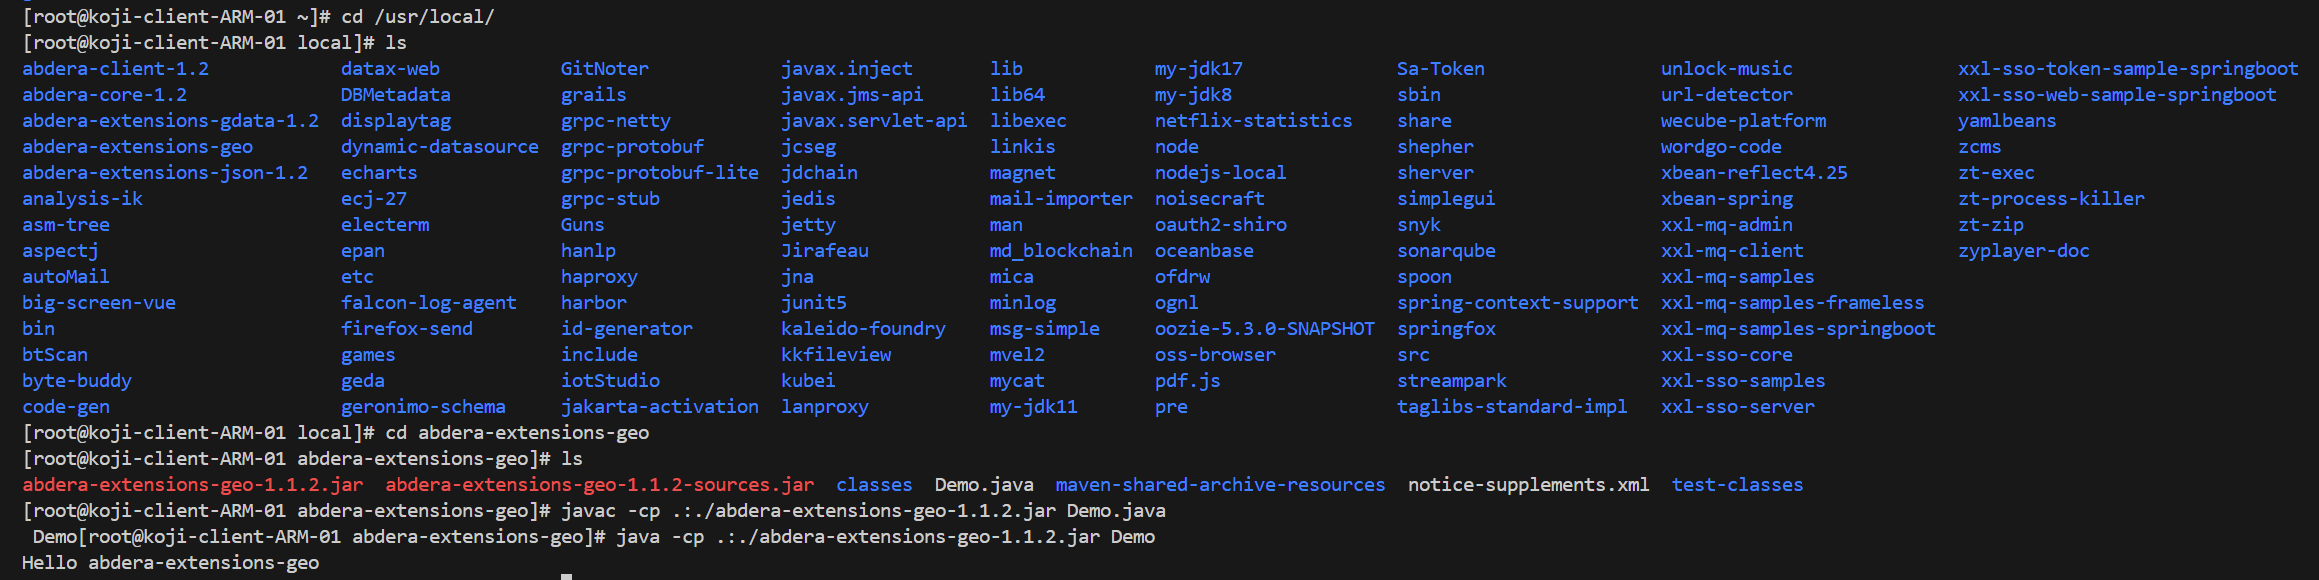 [root@koji-client-ARM-01 ~]# cd /usr/local/
[root@koji-client-ARM-01 local]# ls
abdera-client-1.2 datax-web GitNoter javax.inject lib my-jdk17 Sa-Token unlock-music xxl-sso-token-sample-springboot
abdera-core-1.2 DBMetadata grails javax.jms-api lib64 my-jdk8 sbin url-detector xxl-sso-web-sample-springboot
abdera-extensions-gdata-1.2 displaytag grpc-netty javax.servlet-api libexec netflix-statistics share wecube-platform yamlbeans
abdera-extensions-geo dynamic-datasource grpc-protobuf jcseg linkis node shepher wordgo-code zcms
abdera-extensions-json-1.2 echarts grpc-protobuf-lite jdchain magnet nodejs-local sherver xbean-reflect4.25 zt-exec
analysis-ik ecj-27 grpc-stub jedis mail-importer noisecraft simplegui xbean-spring zt-process-killer
asm-tree electerm Guns jetty man oauth2-shiro snyk xxl-mq-admin zt-zip
aspectj epan hanlp Jirafeau md_blockchain oceanbase sonarqube xxl-mq-client zyplayer-doc
autoMail etc haproxy jna mica ofdrw spoon xxl-mq-samples
big-screen-vue falcon-log-agent harbor junit5 minlog ognl spring-context-support xxl-mq-samples-frameless
bin firefox-send id-generator kaleido-foundry msg-simple oozie-5.3.0-SNAPSHOT springfox xxl-mq-samples-springboot
btScan games include kkfileview mvel2 oss-browser src xxl-sso-core
byte-buddy geda iotStudio kubei mycat pdf.js streampark xxl-sso-samples
code-gen geronimo-schema jakarta-activation lanproxy my-jdk11 pre taglibs-standard-impl xxl-sso-server
[root@koji-client-ARM-01 local]# cd abdera-extensions-geo
[root@koji-client-ARM-01 abdera-extensions-geo]# ls
abdera-extensions-geo-1.1.2.jar abdera-extensions-geo-1.1.2-sources.jar classes Demo.java maven-shared-archive-resources notice-supplements.xml test-classes
[root@koji-client-ARM-01 abdera-extensions-geo]# javac -cp .:./abdera-extensions-geo-1.1.2.jar Demo.java
Demo[root@koji-client-ARM-01 abdera-extensions-geo]# java -cp .:./abdera-extensions-geo-1.1.2.jar Demo
Hello abdera-extensions-geo